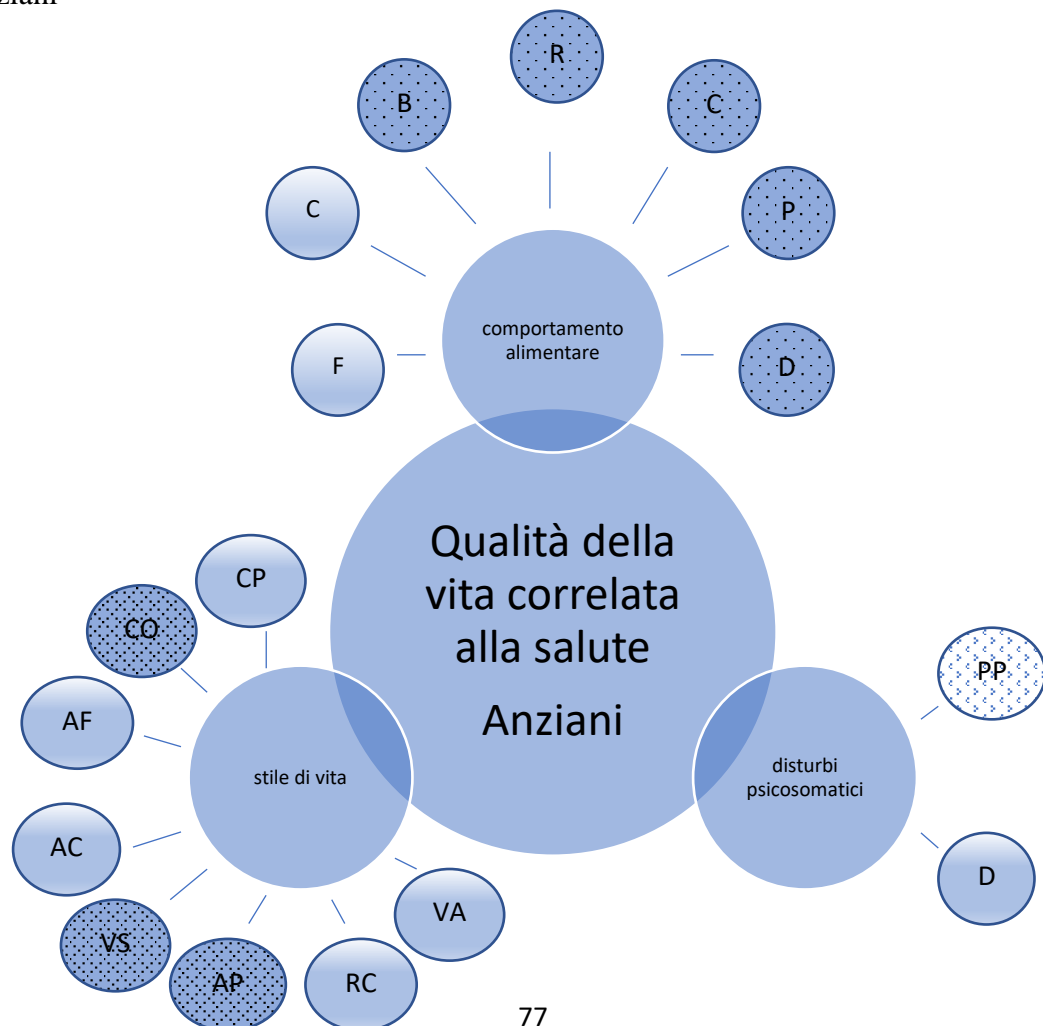 R
B
C
C
P
comportamento
alimentare
F
D
Qualità della
vita correlata
alla salute
Anziani
CP
CO
PP
AF
stile di vita
disturbi
psicosomatici
AC
D
VA
VS
AP
RC
77